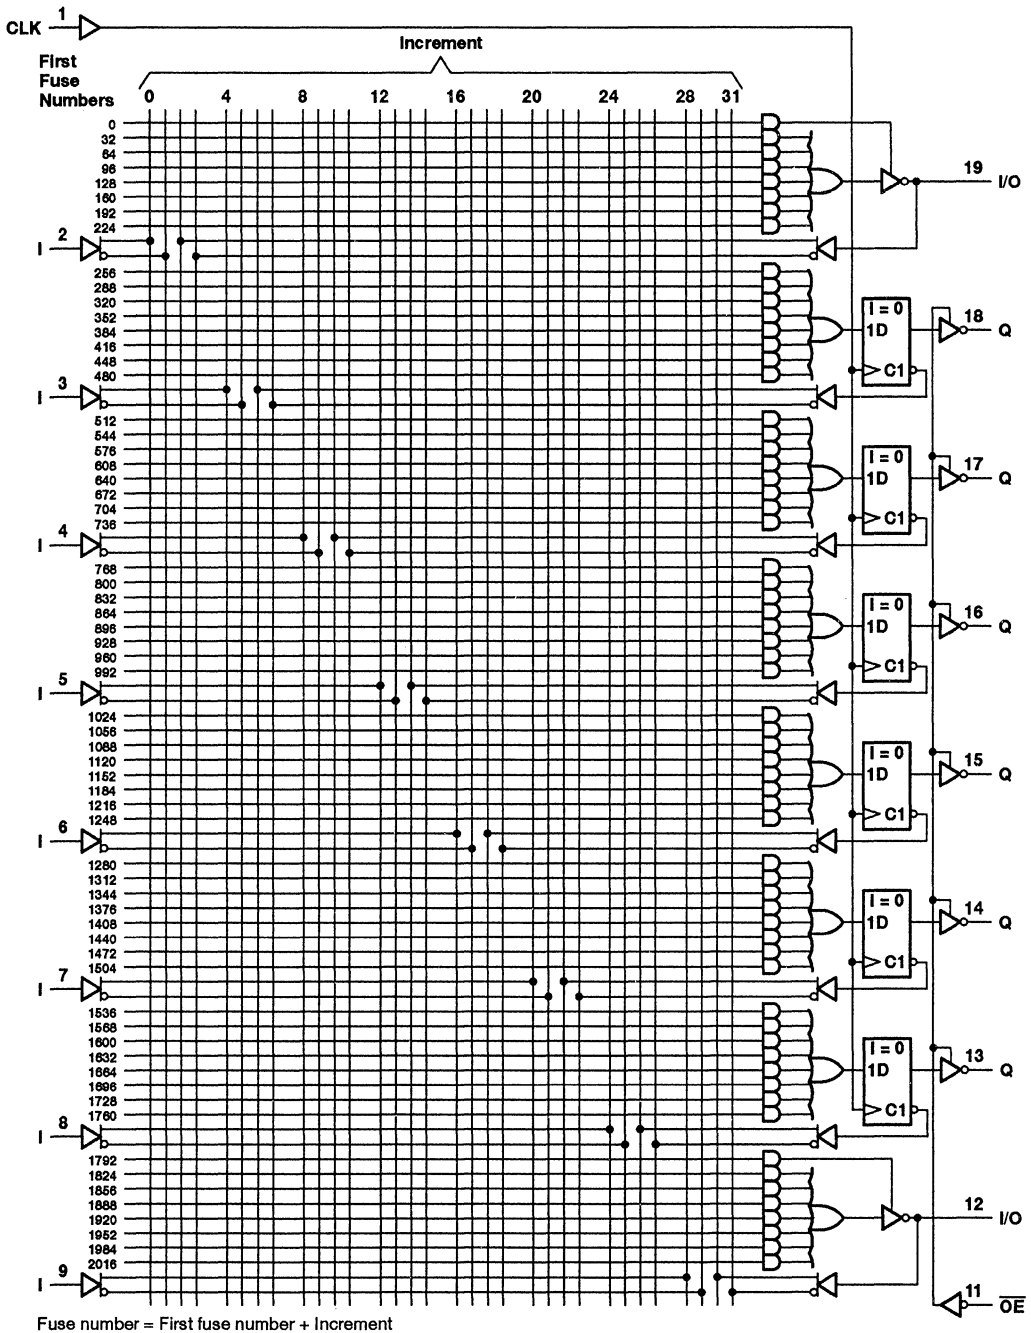 CLK 1
Increment
First
Fuse
Numbers
0 4 8 12 16 20 24 28 31
0
32
64
96
128
160
192
224
19 I/O
I 2
256
288
320
352
384
416
448
480
I = 0
1D
C1
18 Q
I 3
512
544
576
608
640
672
704
736
I = 0
1D
C1
17 Q
I 4
768
800
832
864
896
928
960
992
I = 0
1D
C1
16 Q
I 5
1024
1056
1088
1120
1152
1184
1216
1248
I = 0
1D
C1
15 Q
I 6
1280
1312
1344
1376
1408
1440
1472
1504
I = 0
1D
C1
14 Q
I 7
1536
1568
1600
1632
1664
1696
1728
1760
I = 0
1D
C1
13 Q
I 8
1792
1824
1856
1888
1920
1952
1984
2016
12 I/O
I 9
11 O̅E̅
Fuse number = First fuse number + Increment